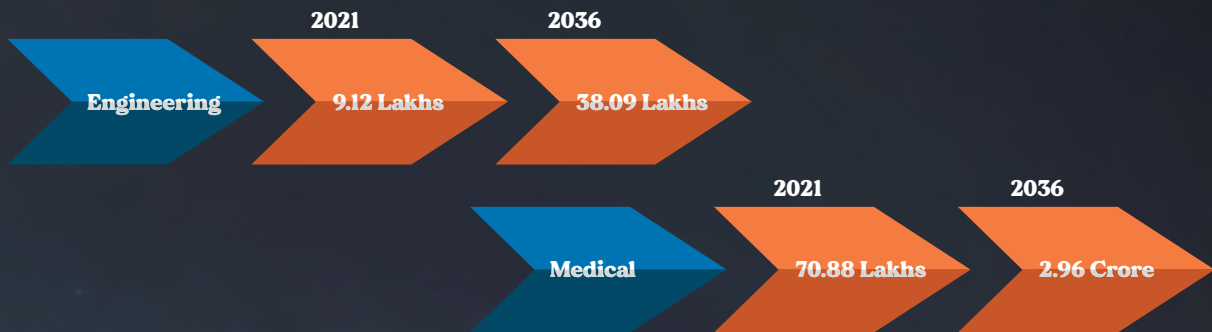 2021 2036
Engineering 9.12 Lakhs 38.09 Lakhs
2021 2036
Medical 70.88 Lakhs 2.96 Crore